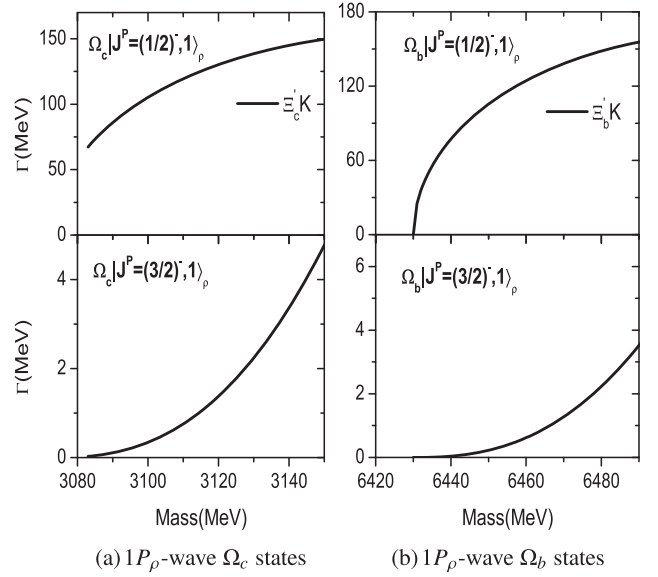 150
100
50
0
Γ(MeV)
Ω_c|J^P=(1/2)^-,1⟩_ρ
Ξ_c^'K
180
120
60
0
Ω_b|J^P=(1/2)^-,1⟩_ρ
Ξ_b^'K
4
2
0
Γ(MeV)
Ω_c|J^P=(3/2)^-,1⟩_ρ
6
4
2
0
Ω_b|J^P=(3/2)^-,1⟩_ρ
3080 3100 3120 3140
6420 6440 6460 6480
Mass(MeV) Mass(MeV)
(a) 1P_ρ-wave Ω_c states (b) 1P_ρ-wave Ω_b states